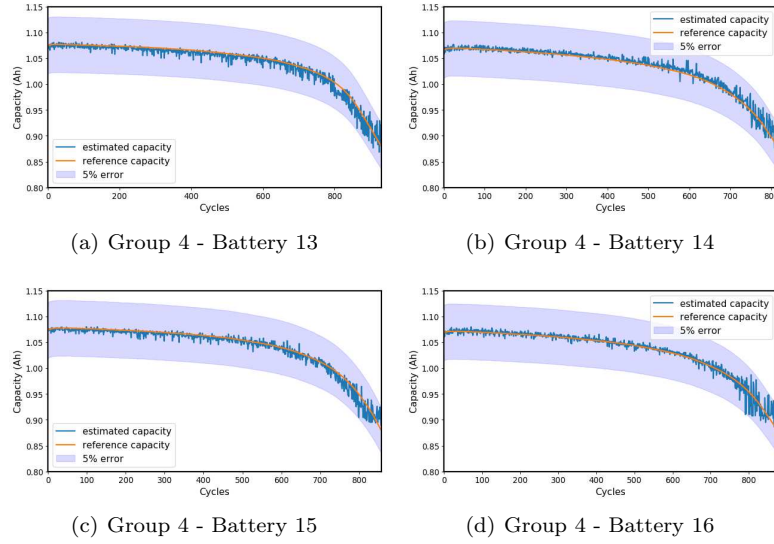 1.15
1.10
1.05
1.00
0.95
0.90
0.85
0.80
Capacity (Ah)
estimated capacity
reference capacity
5% error
0 200 400 600 800
Cycles
(a) Group 4 - Battery 13
1.15
1.10
1.05
1.00
0.95
0.90
0.85
0.80
Capacity (Ah)
estimated capacity
reference capacity
5% error
0 100 200 300 400 500 600 700 800
Cycles
(b) Group 4 - Battery 14
1.15
1.10
1.05
1.00
0.95
0.90
0.85
0.80
Capacity (Ah)
estimated capacity
reference capacity
5% error
0 100 200 300 400 500 600 700 800
Cycles
(c) Group 4 - Battery 15
1.15
1.10
1.05
1.00
0.95
0.90
0.85
0.80
Capacity (Ah)
estimated capacity
reference capacity
5% error
0 100 200 300 400 500 600 700 800
Cycles
(d) Group 4 - Battery 16